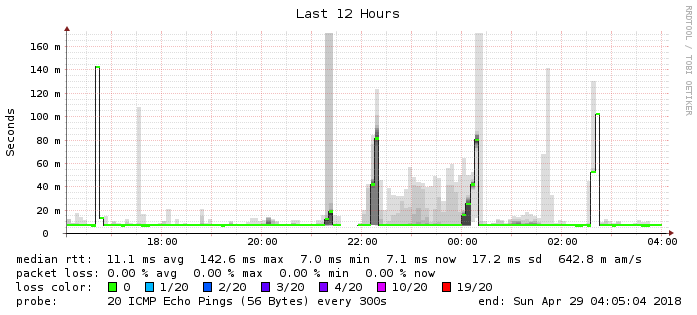 Last 12 Hours
RRDTOOL / TOBI OETIKER
Seconds
160 m
140 m
120 m
100 m
80 m
60 m
40 m
20 m
0
18:00 20:00 22:00 00:00 02:00 04:00
median rtt: 11.1 ms avg 142.6 ms max 7.0 ms min 7.1 ms now 17.2 ms sd 642.8 m am/s
packet loss: 0.00 % avg 0.00 % max 0.00 % min 0.00 % now
loss color: 0 1/20 2/20 3/20 4/20 10/20 19/20
probe: 20 ICMP Echo Pings (56 Bytes) every 300s end: Sun Apr 29 04:05:04 2018